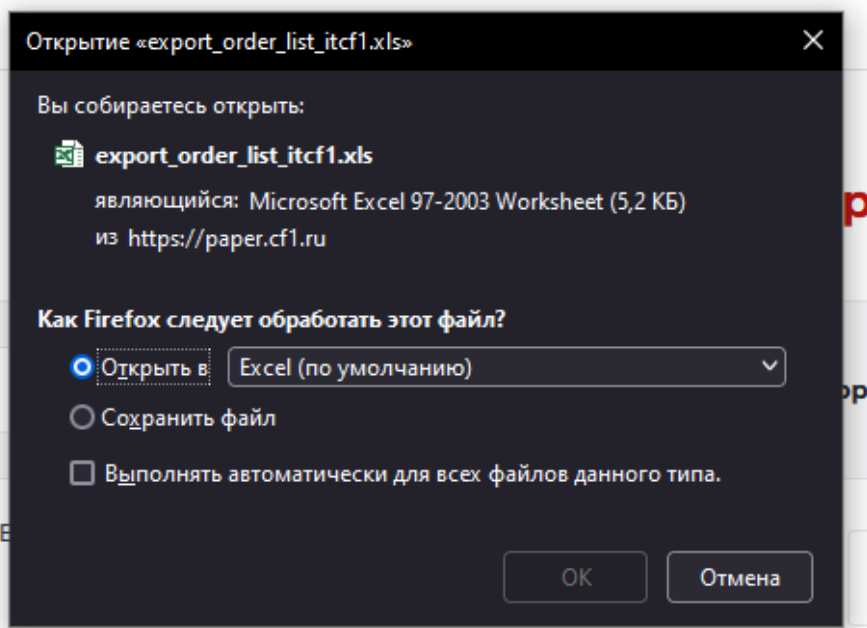 Открытие «export_order_list_itcf1.xls»
Вы собираетесь открыть:
export_order_list_itcf1.xls
являющийся: Microsoft Excel 97-2003 Worksheet (5,2 КБ)
из https://paper.cf1.ru
Как Firefox следует обработать этот файл?
Открыть в Excel (по умолчанию)
Сохранить файл
Выполнять автоматически для всех файлов данного типа.
OK Отмена